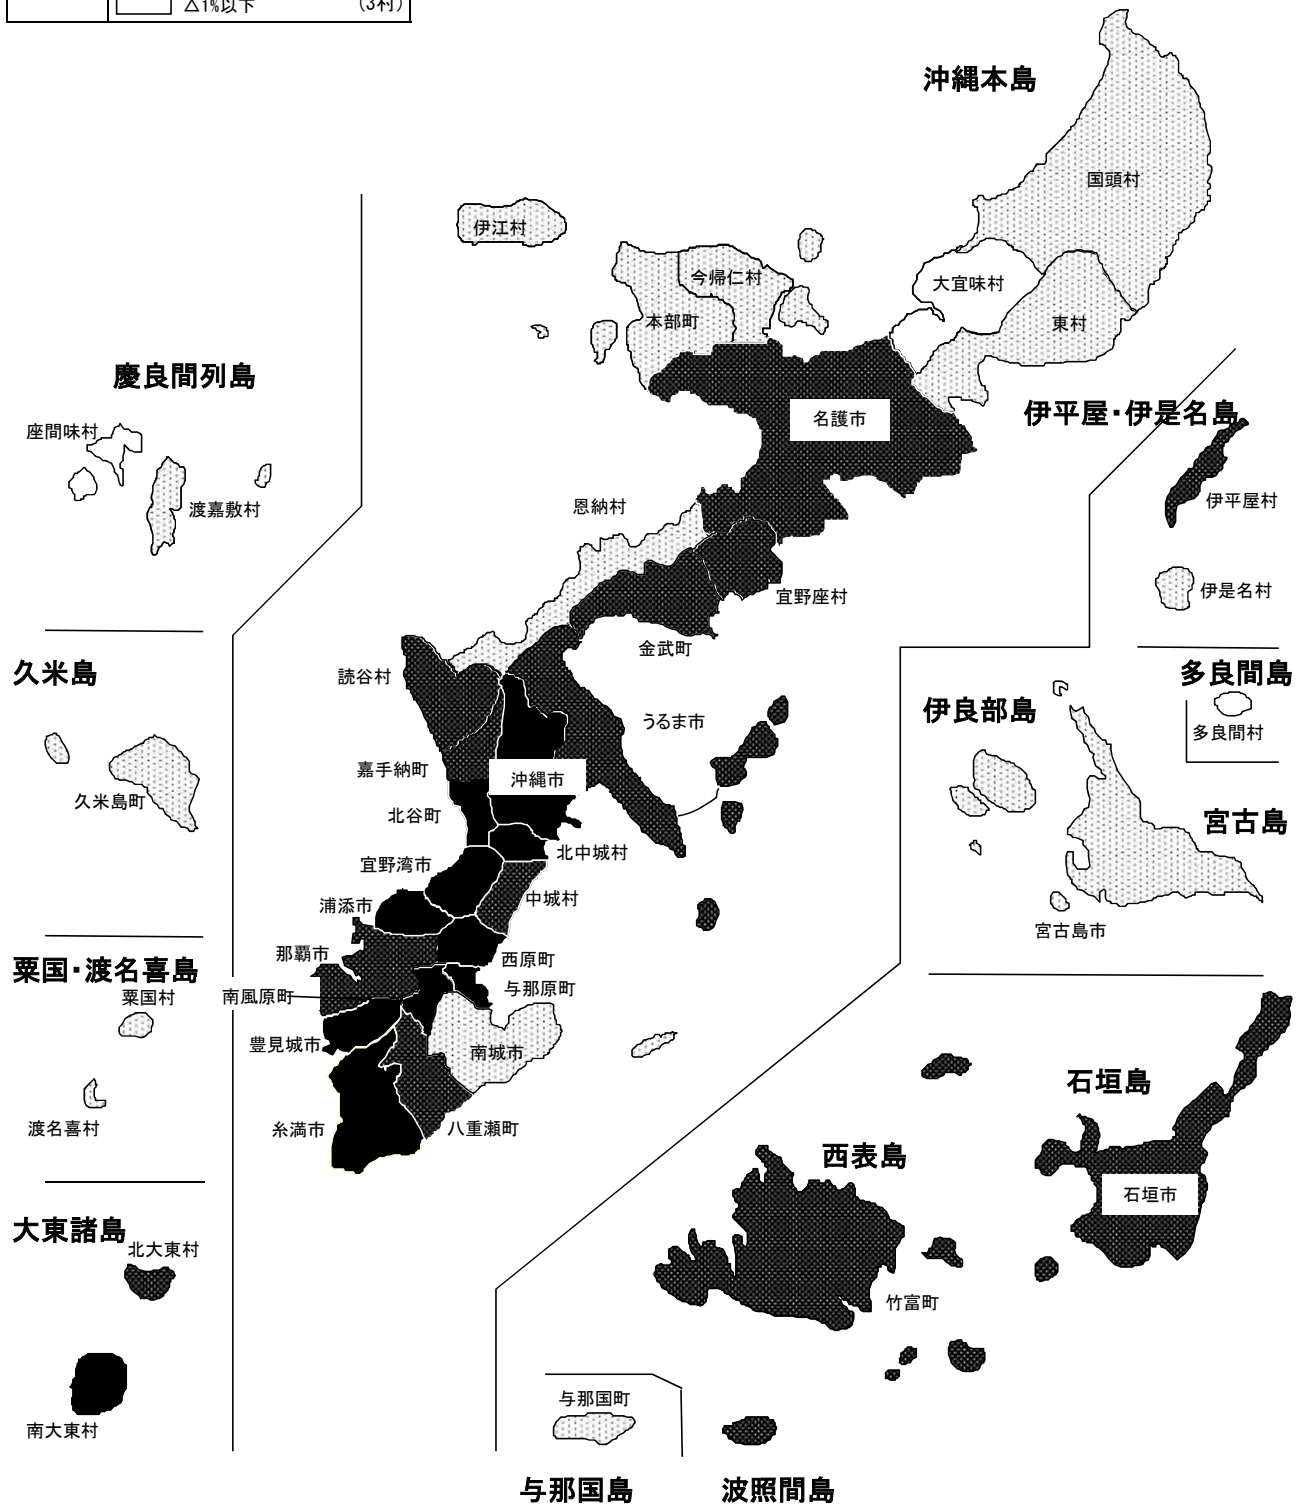 △1%以下 (3村)
沖縄本島
国頭村
伊江村
今帰仁村
大宜味村
本部町
東村
慶良間列島
伊平屋・伊是名島
名護市
座間味村
伊平屋村
渡嘉敷村
恩納村
伊是名村
宜野座村
金武町
久米島
読谷村
多良間島
伊良部島
うるま市
多良間村
嘉手納町
沖縄市
久米島町
北谷町
宮古島
北中城村
宜野湾市
中城村
浦添市
宮古島市
那覇市
西原町
粟国・渡名喜島
粟国村
南風原町
与那原町
豊見城市
南城市
石垣島
渡名喜村
糸満市
八重瀬町
西表島
石垣市
大東諸島
北大東村
竹富町
与那国町
南大東村
与那国島
波照間島